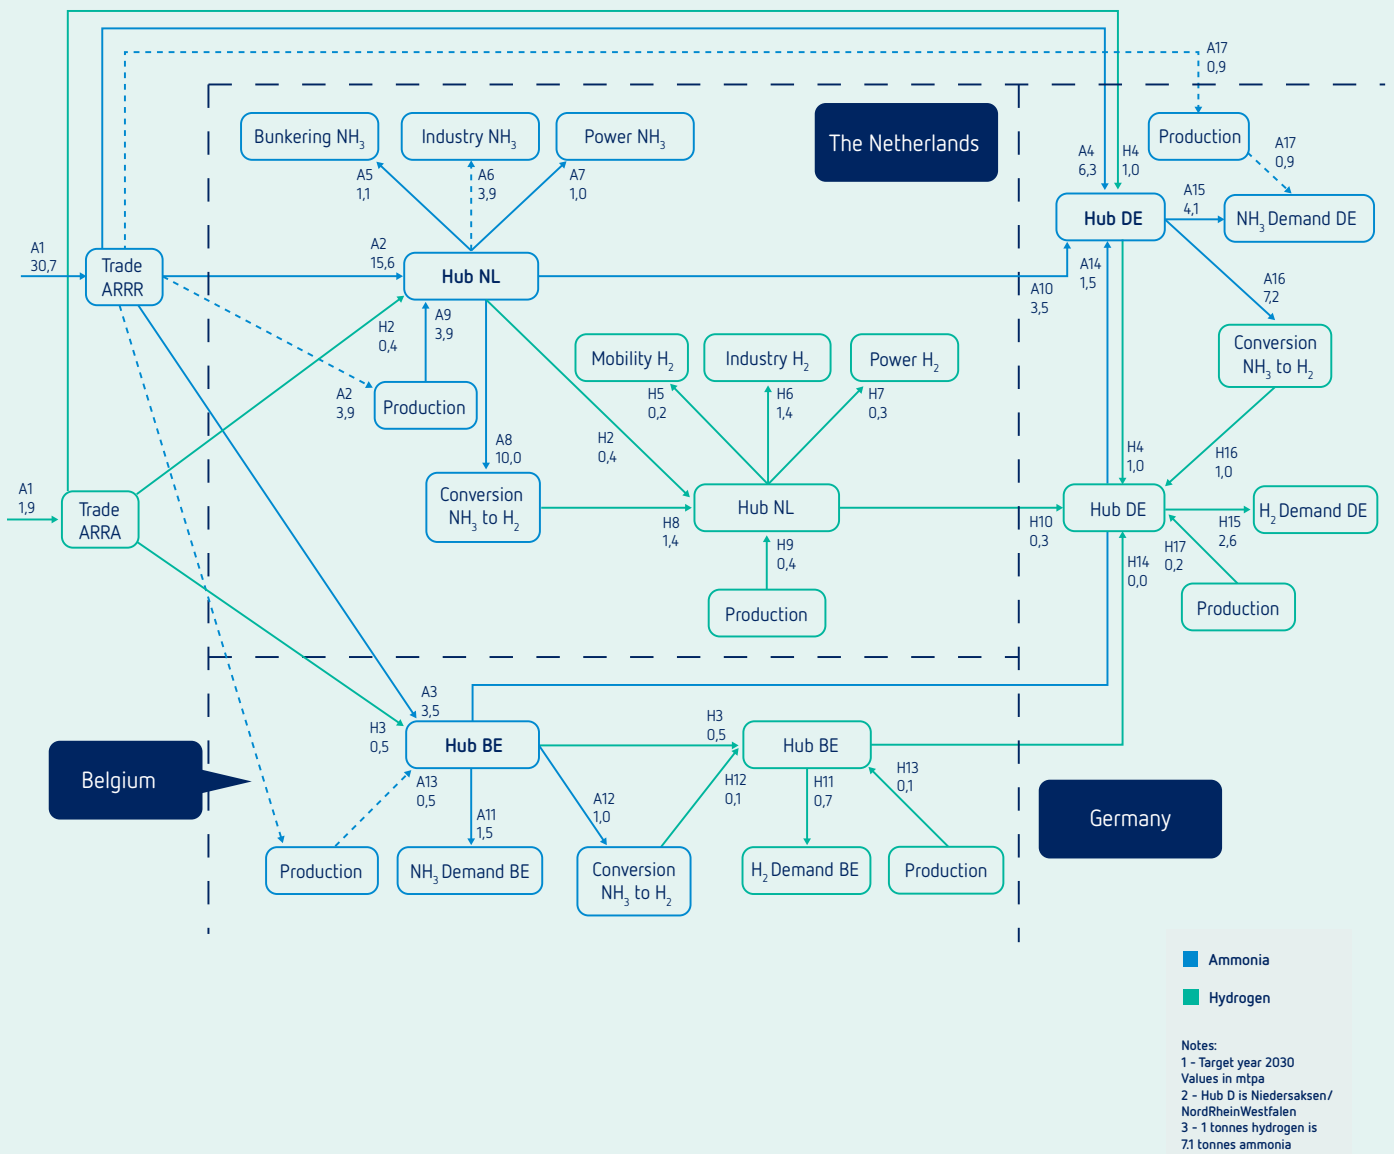 A17
0,9
Bunkering NH3
Industry NH3
Power NH3
The Netherlands
Production
A17
0,9
A5
1,1
A6
3,9
A7
1,0
A4
6,3
H4
1,0
A15
4,1
Hub DE
NH3 Demand DE
A1
30,7
Trade
ARRR
A2
15,6
Hub NL
A14
1,5
A10
3,5
A16
7,2
H2
0,4
A9
3,9
Mobility H2
Industry H2
Power H2
Conversion
NH3 to H2
A2
3,9
Production
H5
0,2
H6
1,4
H7
0,3
A8
10,0
H2
0,4
H4
1,0
H16
1,0
A1
1,9
Trade
ARRA
Conversion
NH3 to H2
Hub NL
Hub DE
H2 Demand DE
H8
1,4
H9
0,4
H10
0,3
H14
0,0
H17
0,2
H15
2,6
Production
Production
A3
3,5
H3
0,5
Hub BE
H3
0,5
Hub BE
Belgium
A13
0,5
A11
1,5
A12
1,0
H12
0,1
H11
0,7
H13
0,1
Germany
Production
NH3 Demand BE
Conversion
NH3 to H2
H2 Demand BE
Production
Ammonia
Hydrogen
Notes:
1 - Target year 2030
Values in mtpa
2 - Hub D is Niedersaksen/
NordRheinWestfalen
3 - 1 tonnes hydrogen is
7.1 tonnes ammonia